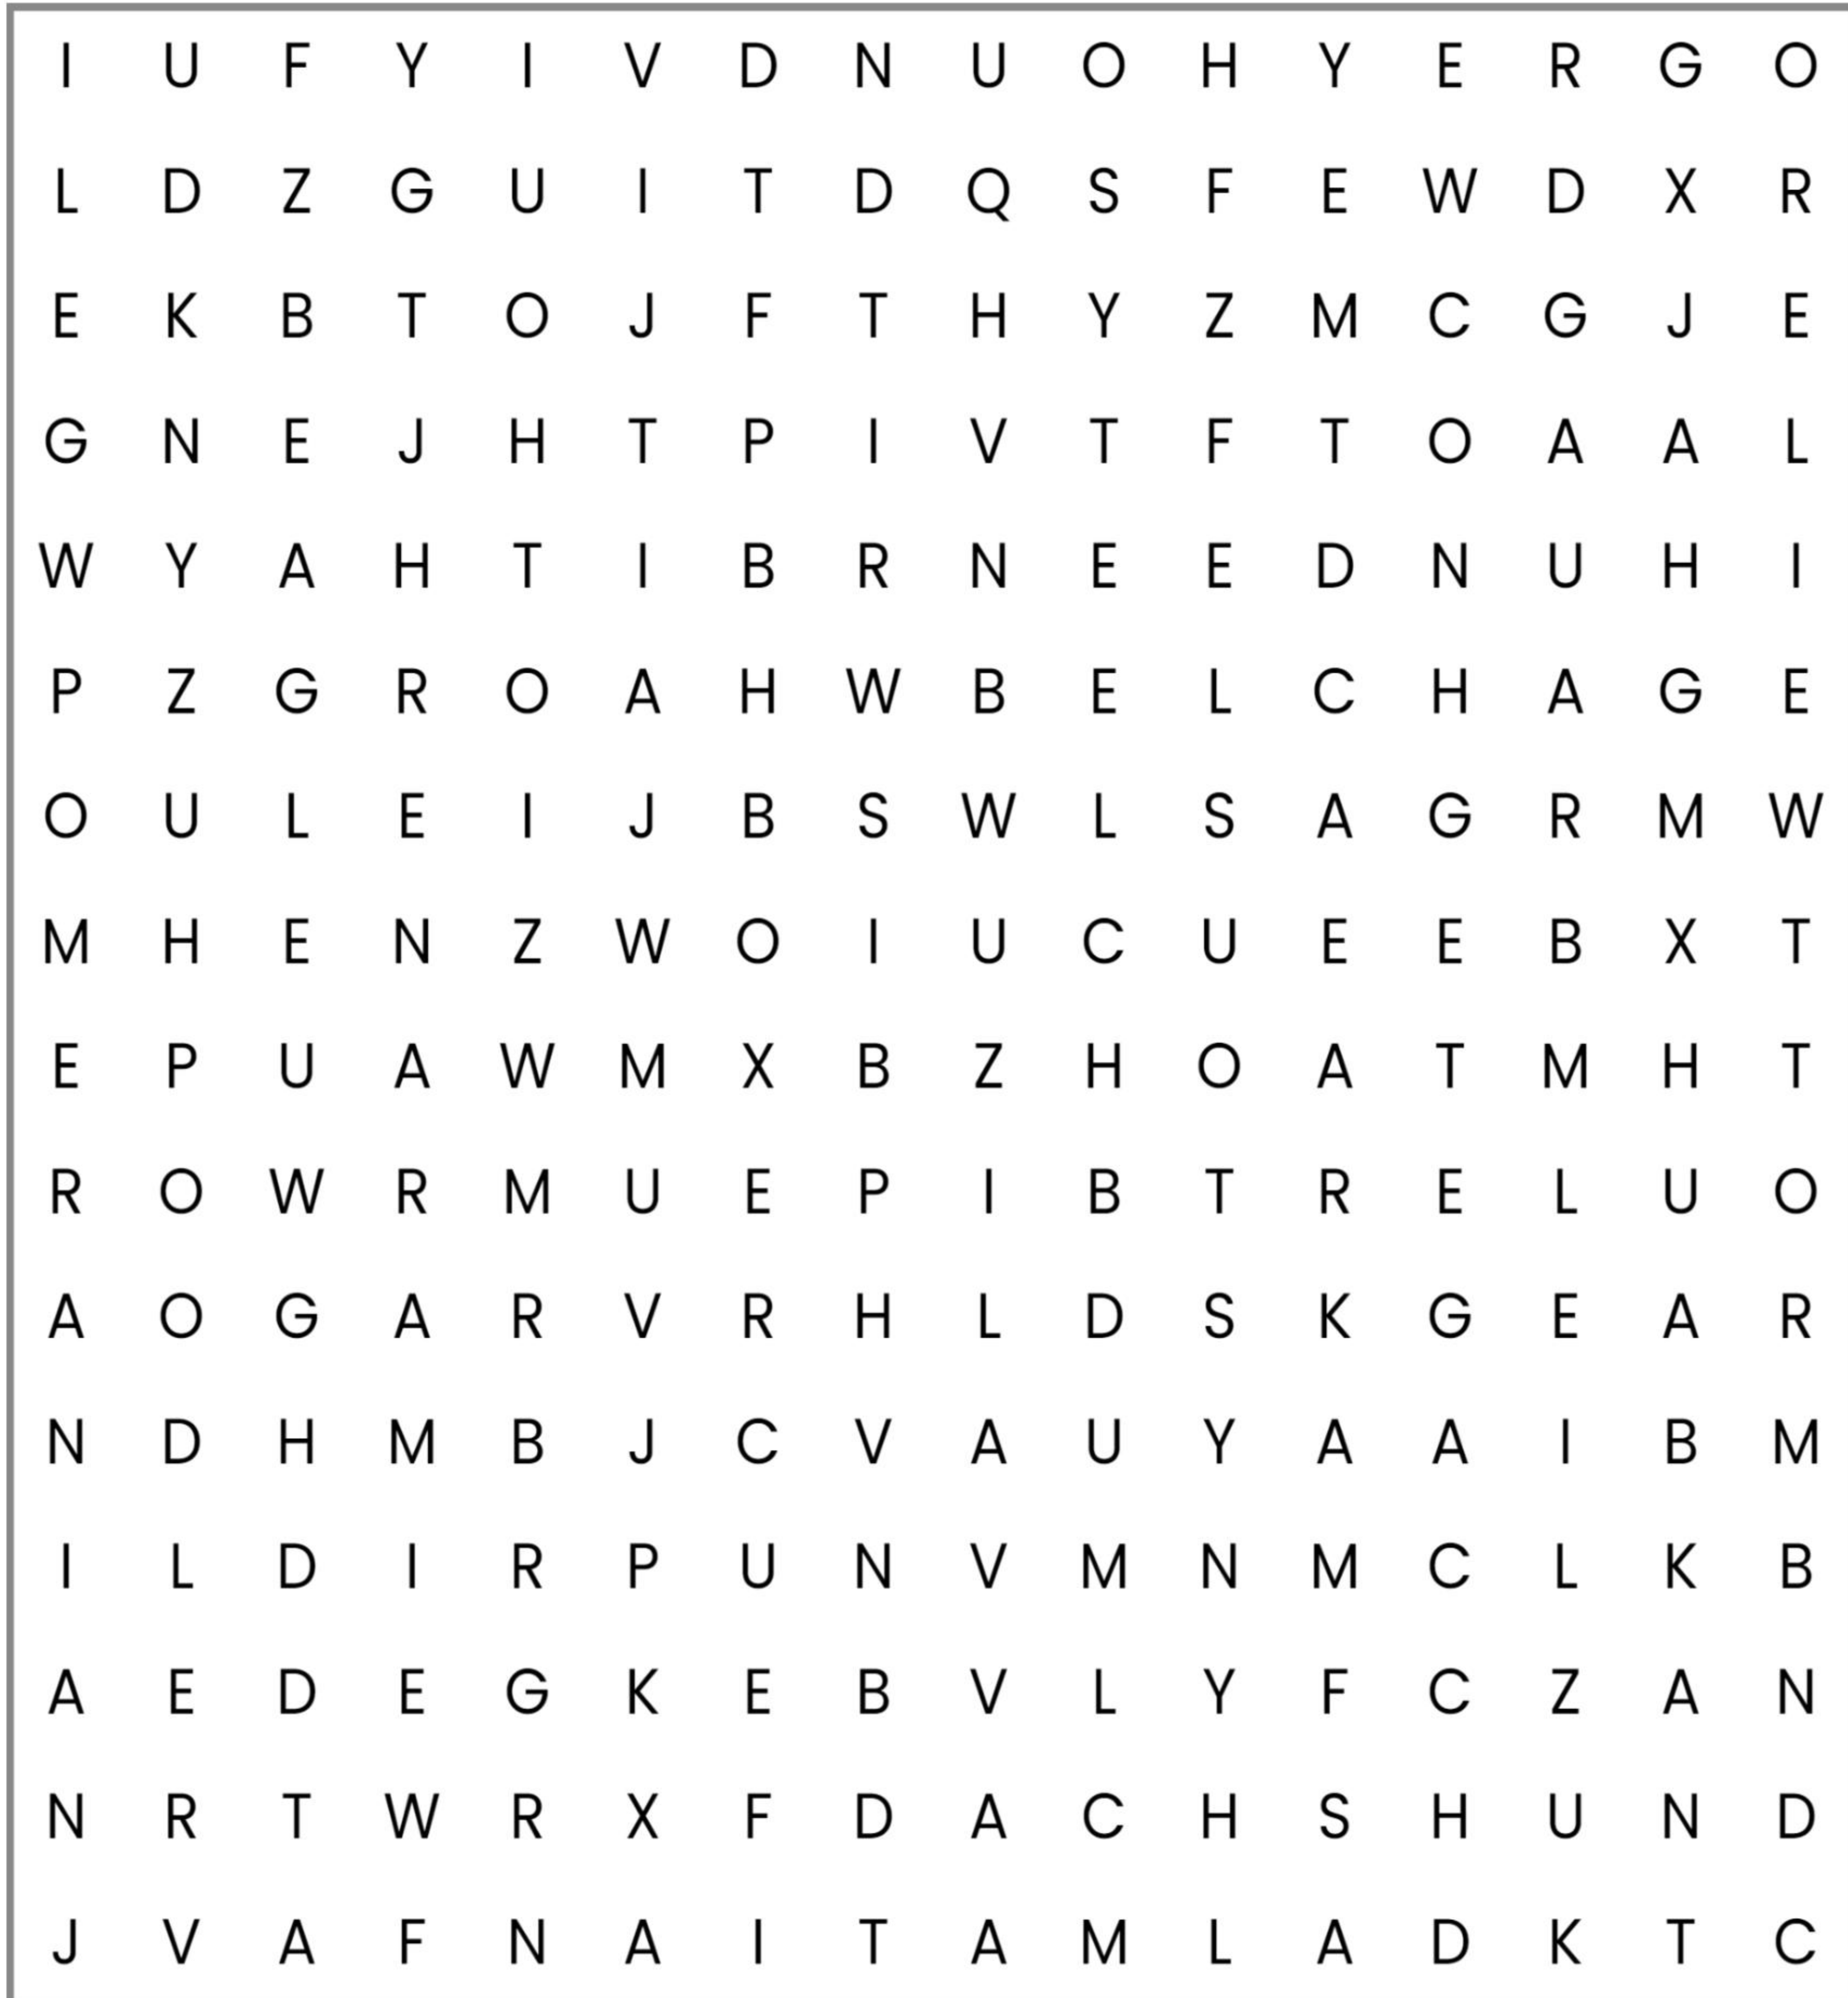 I U F Y I V D N U O H Y E R G O
L D Z G U I T D Q S F E W D X R
E K B T O J F T H Y Z M C G J E
G N E J H T P I V T F T O A A L
W Y A H T I B R N E E D N U H I
P Z G R O A H W B E L C H A G E
O U L E I J B S W L S A G R M W
M H E N Z W O I U C U E E B X T
E P U A W M X B Z H O A T M H T
R O W R M U E P I B T R E L U O
A O G A R V R H L D S K G E A R
N D H M B J C V A U Y A A I B M
I L D I R P U N V M N M C L K B
A E D E G K E B V L Y F C Z A N
N R T W R X F D A C H S H U N D
J V A F N A I T A M L A D K T C